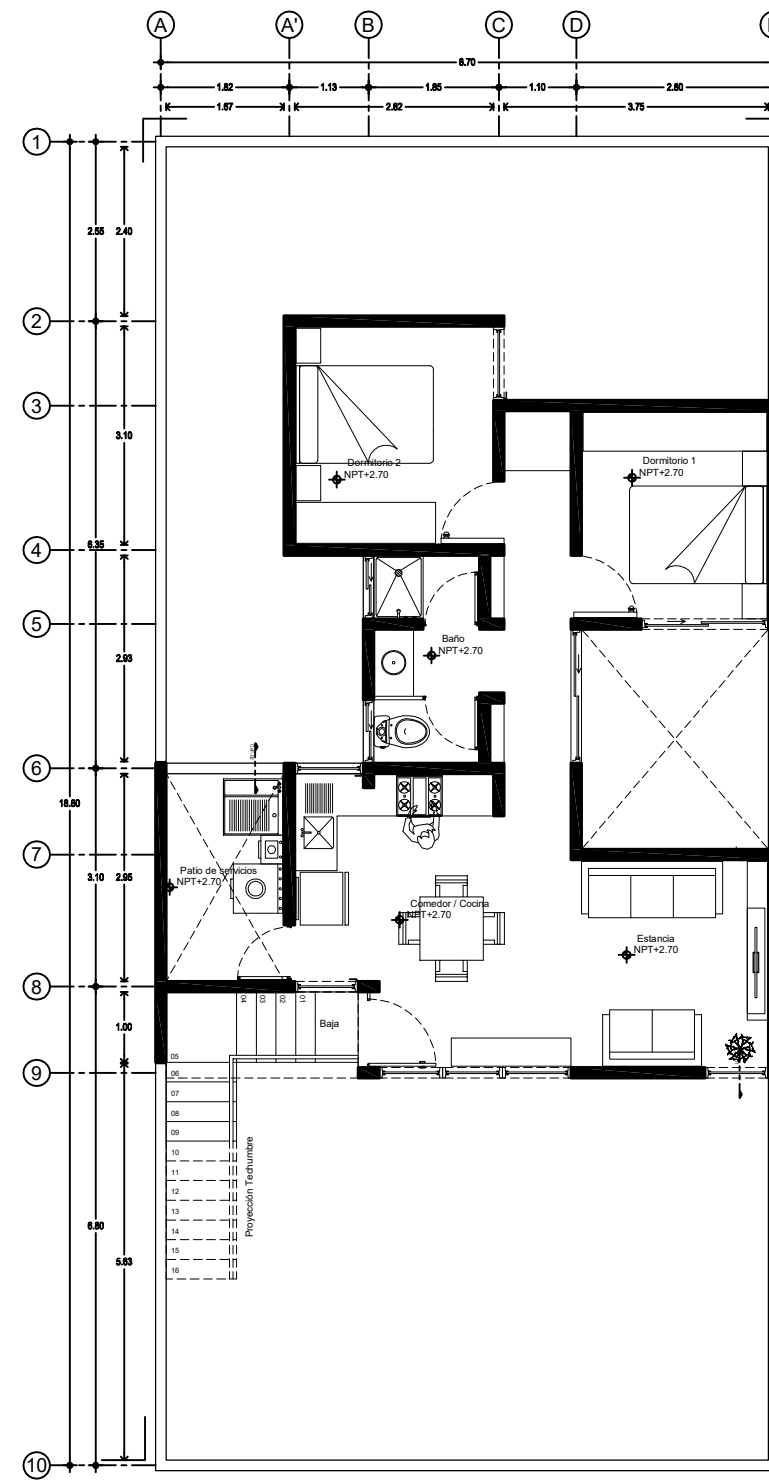 A A' B C D
8.70
1.82 1.13 1.85 1.10 2.80
1.67 2.82 3.75
1
2.55 2.40
2
3
3.10
Dormitorio 2
NPT+2.70
Dormitorio 1
NPT+2.70
4
6.35
5
Baño
NPT+2.70
2.93
6
18.80
7
3.10 2.95
Patio de servicios
NPT+2.70
Comedor / Cocina
NPT+2.70
Estancia
NPT+2.70
8
04 03 02 01
Baja
1.00
05
9
06
07
08
09
10
11
12
13
14
15
16
Proyección Techumbre
6.80
5.63
10